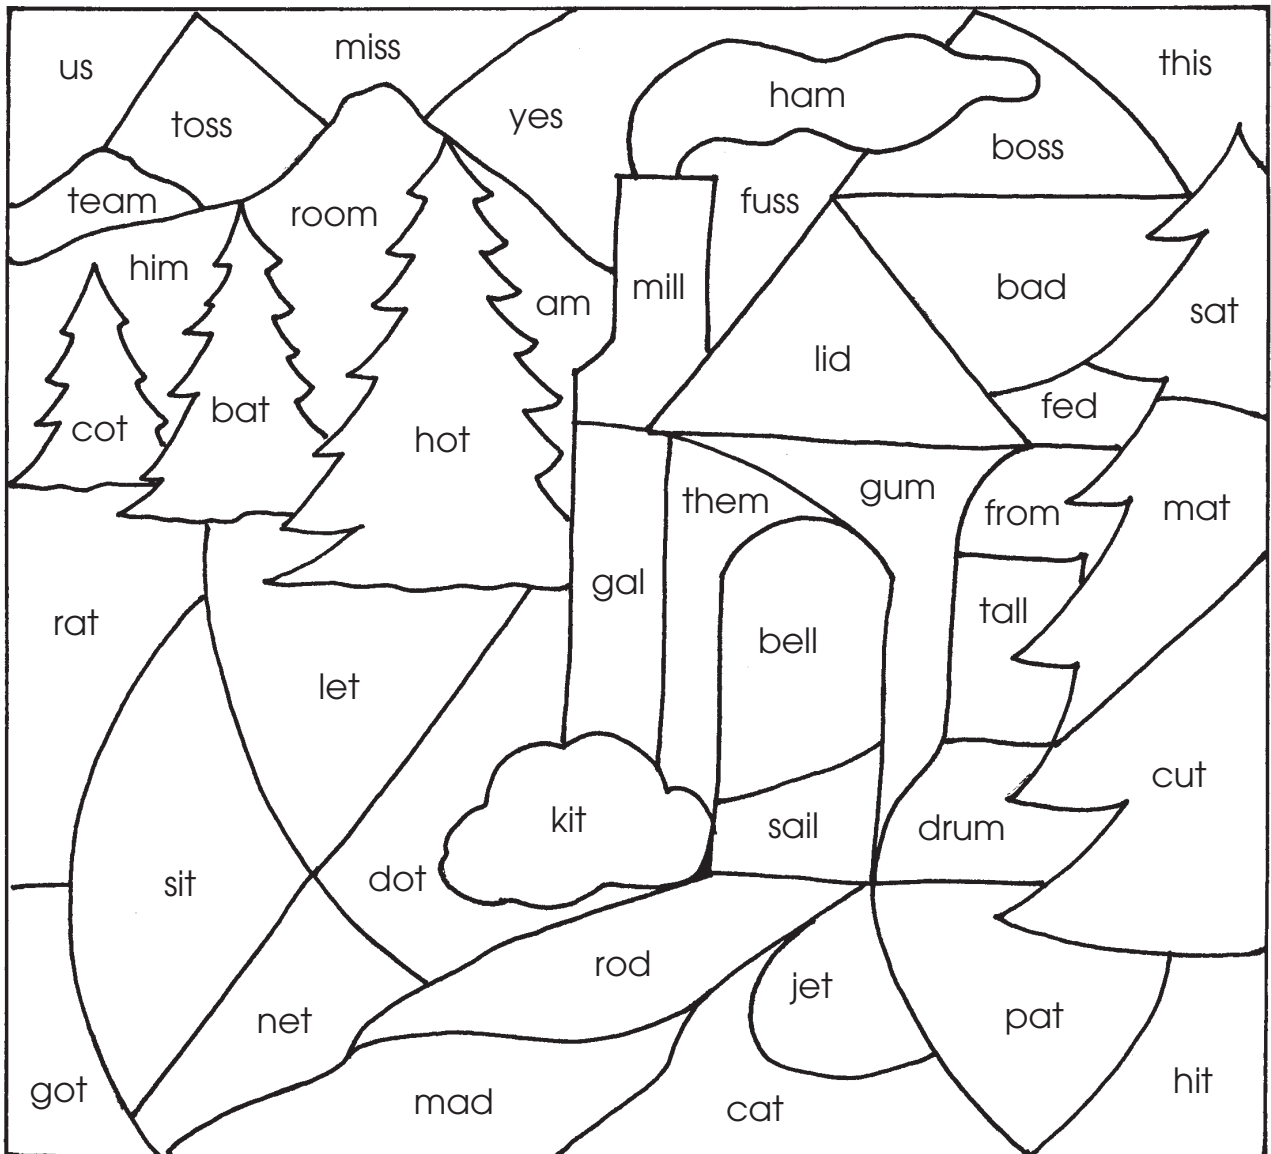 us
miss
this
toss
yes
ham
boss
team
room
fuss
him
am
mill
bad
sat
lid
cot
bat
hot
fed
them
gum
from
mat
gal
tall
rat
bell
let
cut
kit
sail
drum
sit
dot
rod
jet
net
pat
got
mad
cat
hit